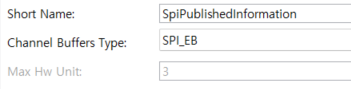 Short Name: SpiPublishedInformation
Channel Buffers Type: SPI_EB
Max Hw Unit: 3